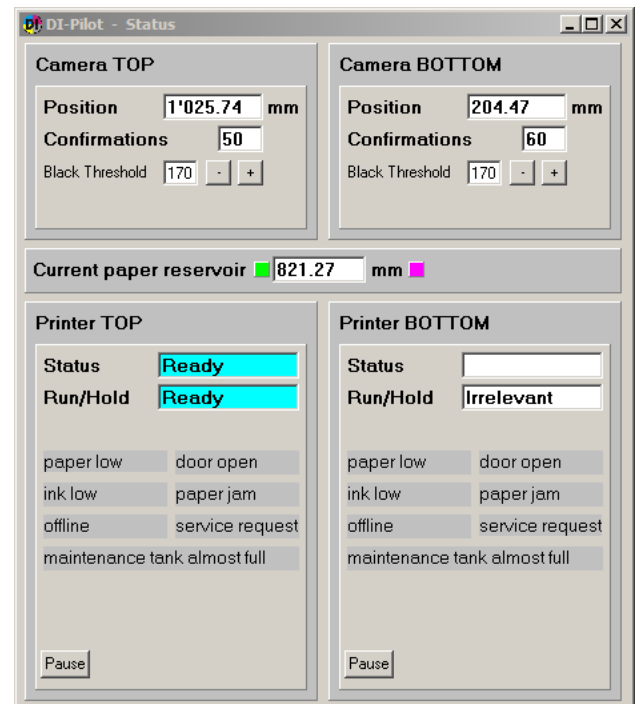 DI-Pilot - Status
Camera TOP
Position 1'025.74 mm
Confirmations 50
Black Threshold 170 - +
Camera BOTTOM
Position 204.47 mm
Confirmations 60
Black Threshold 170 - +
Current paper reservoir 821.27 mm
Printer TOP
Status Ready
Run/Hold Ready
paper low door open
ink low paper jam
offline service request
maintenance tank almost full
Pause
Printer BOTTOM
Status
Run/Hold Irrelevant
paper low door open
ink low paper jam
offline service request
maintenance tank almost full
Pause